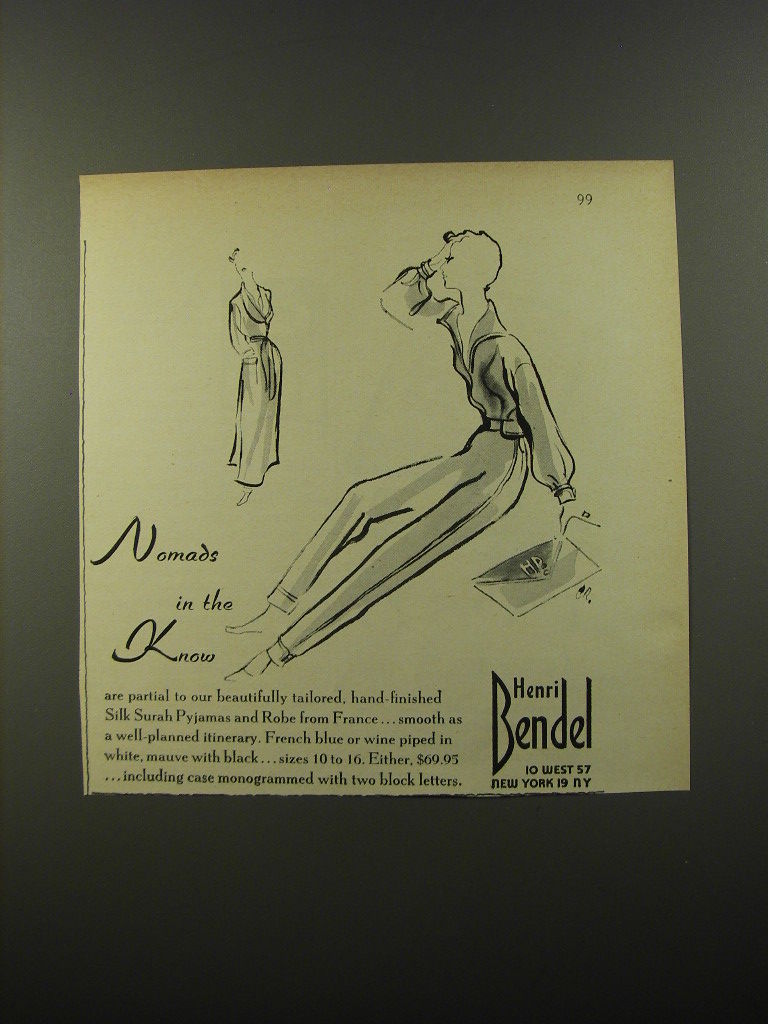 99
Nomads
in the
Know
are partial to our beautifully tailored, hand-finished
Silk Surah Pyjamas and Robe from France...smooth as
a well-planned itinerary. French blue or wine piped in
white, mauve with black...sizes 10 to 16. Either, $69.95
...including case monogrammed with two block letters.
Henri
Bendel
10 WEST 57
NEW YORK 19 NY